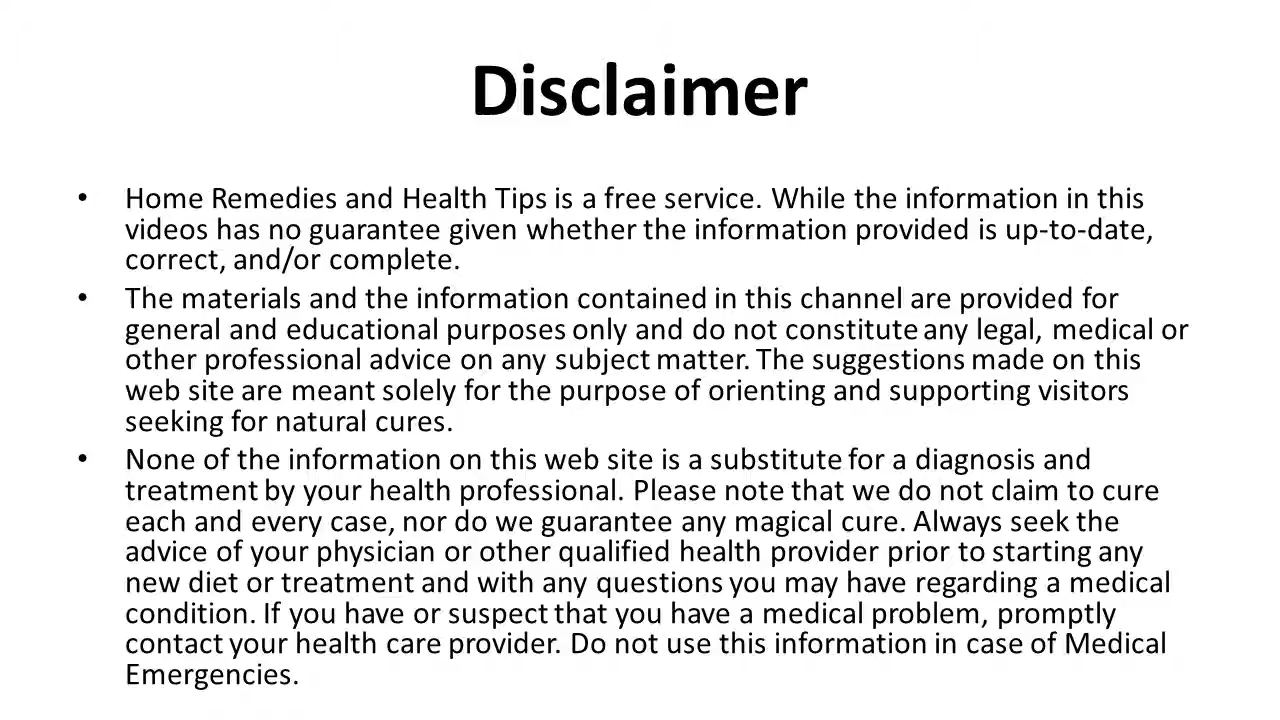 Disclaimer
• Home Remedies and Health Tips is a free service. While the information in this
videos has no guarantee given whether the information provided is up-to-date,
correct, and/or complete.
• The materials and the information contained in this channel are provided for
general and educational purposes only and do not constitute any legal, medical or
other professional advice on any subject matter. The suggestions made on this
web site are meant solely for the purpose of orienting and supporting visitors
seeking for natural cures.
• None of the information on this web site is a substitute for a diagnosis and
treatment by your health professional. Please note that we do not claim to cure
each and every case, nor do we guarantee any magical cure. Always seek the
advice of your physician or other qualified health provider prior to starting any
new diet or treatment and with any questions you may have regarding a medical
condition. If you have or suspect that you have a medical problem, promptly
contact your health care provider. Do not use this information in case of Medical
Emergencies.